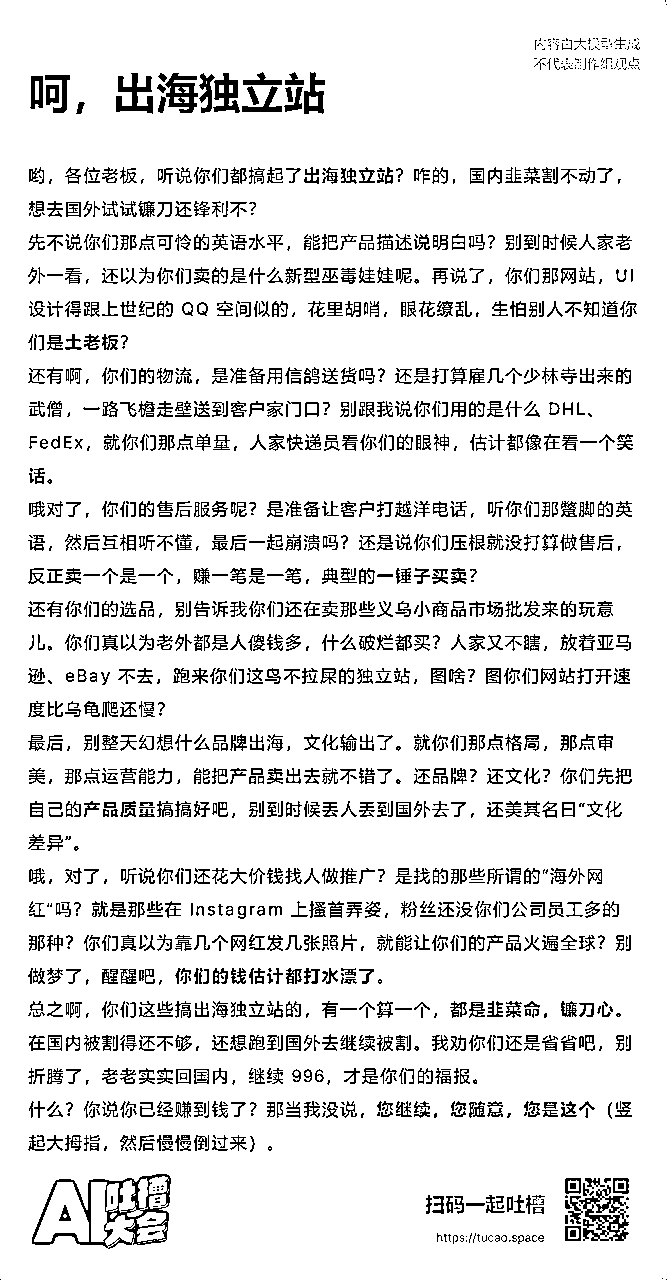 内容由大模型生成
不代表制作组观点
呵，出海独立站
哟，各位老板，听说你们都搞起了出海独立站？咋的，国内韭菜割不动了，
想去国外试试镰刀还锋利不？
先不说你们那点可怜的英语水平，能把产品描述说明白吗？别到时候人家老
外一看，还以为你们卖的是什么新型巫毒娃娃呢。再说了，你们那网站，UI
设计得跟上世纪的 QQ 空间似的，花里胡哨，眼花缭乱，生怕别人不知道你
们是土老板？
还有啊，你们的物流，是准备用信鸽送货吗？还是打算雇几个少林寺出来的
武僧，一路飞檐走壁送到客户家门口？别跟我说你们用的是什么 DHL、
FedEx，就你们那点单量，人家快递员看你们的眼神，估计都像在看一个笑
话。
哦对了，你们的售后服务呢？是准备让客户打越洋电话，听你们那蹩脚的英
语，然后互相听不懂，最后一起崩溃吗？还是说你们压根就没打算做售后，
反正卖一个是一个，赚一笔是一笔，典型的一锤子买卖？
还有你们的选品，别告诉我你们还在卖那些义乌小商品市场批发来的玩意
儿。你们真以为老外都是人傻钱多，什么破烂都买？人家又不瞎，放着亚马
逊、eBay 不去，跑来你们这鸟不拉屎的独立站，图啥？图你们网站打开速
度比乌龟爬还慢？
最后，别整天幻想什么品牌出海，文化输出了。就你们那点格局，那点审
美，那点运营能力，能把产品卖出去就不错了。还品牌？还文化？你们先把
自己的产品质量搞搞好吧，别到时候丢人丢到国外去了，还美其名曰“文化
差异”。
哦，对了，听说你们还花大价钱找人做推广？是找的那些所谓的“海外网
红“吗？就是那些在 Instagram 上搔首弄姿，粉丝还没你们公司员工多的
那种？你们真以为靠几个网红发几张照片，就能让你们的产品火遍全球？别
做梦了，醒醒吧，你们的钱估计都打水漂了。
总之啊，你们这些搞出海独立站的，有一个算一个，都是韭菜命，镰刀心。
在国内被割得还不够，还想跑到国外去继续被割。我劝你们还是省省吧，别
折腾了，老老实实回国内，继续 996，才是你们的福报。
什么？你说你已经赚到钱了？那当我没说，您继续，您随意，您是这个（竖
起大拇指，然后慢慢倒过来）。
AI吐槽
大会
扫码一起吐槽
https://tucao.space